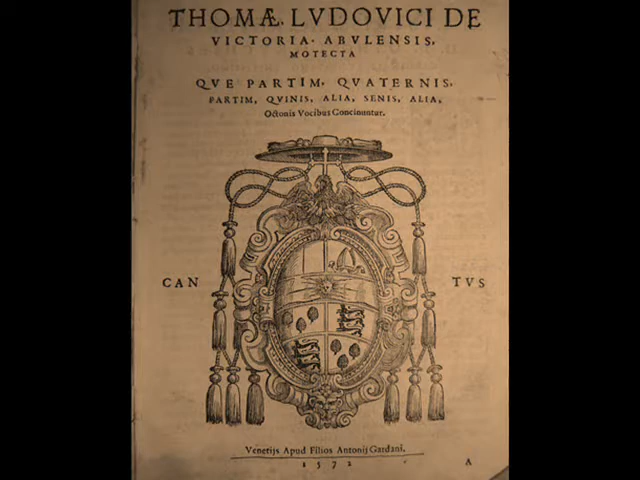 THOMÆ. LVDOVICI DE
VICTORIA. ABVLENSIS,
MOTECTA
QVE PARTIM, QVATERNIS,
PARTIM, QVINIS, ALIA, SENIS, ALIA,
Octonis Vocibus Concinuntur.
CAN TVS
Venetijs Apud Filios Antonij Gardani.
1572 A